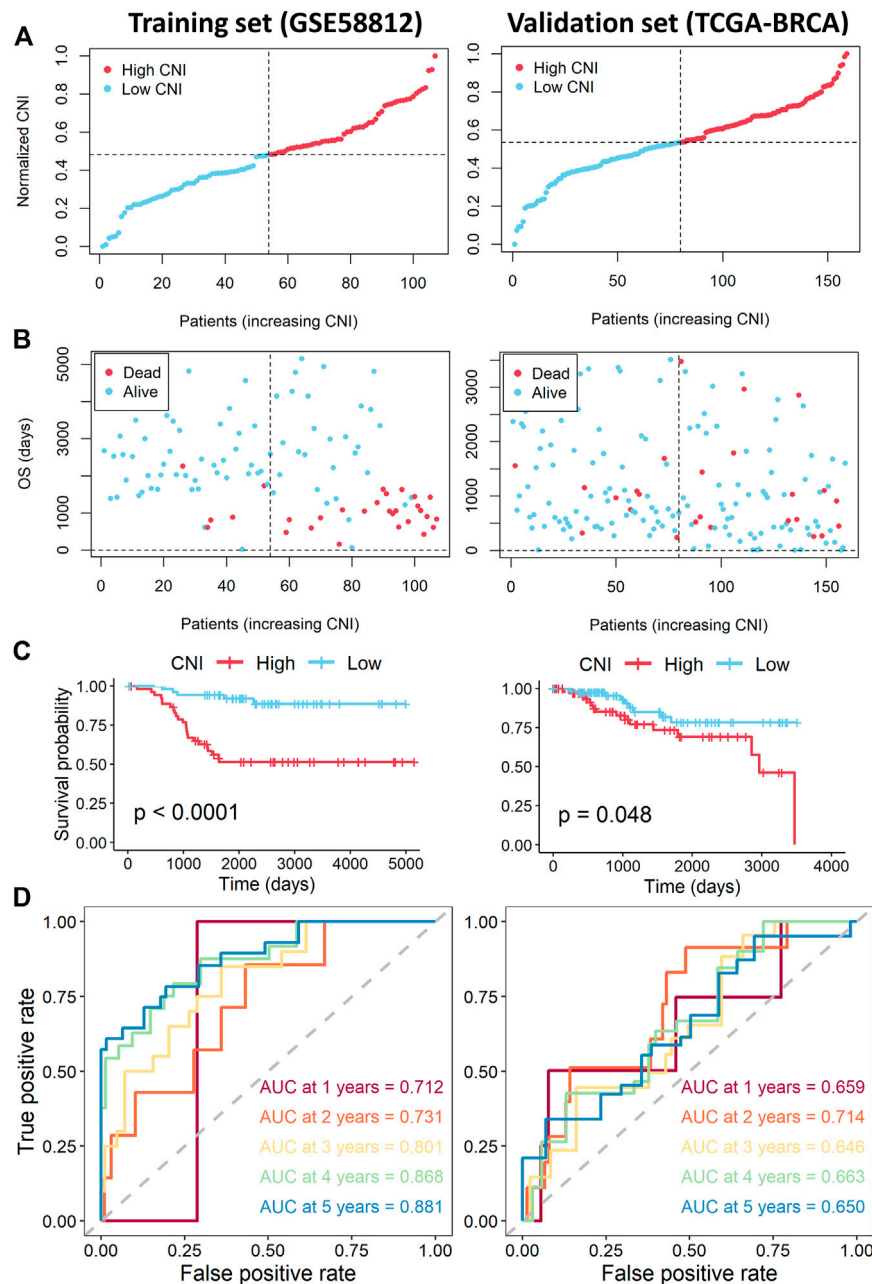 Training set (GSE58812)
Validation set (TCGA-BRCA)
A
Normalized CNI
0.0 0.2 0.4 0.6 0.8 1.0
High CNI
Low CNI
0 20 40 60 80 100
Patients (increasing CNI)
0.0 0.2 0.4 0.6 0.8 1.0
High CNI
Low CNI
0 50 100 150
Patients (increasing CNI)
B
OS (days)
0 1000 3000 5000
Dead
Alive
0 20 40 60 80 100
Patients (increasing CNI)
0 1000 2000 3000
Dead
Alive
0 50 100 150
Patients (increasing CNI)
C
CNI High Low
Survival probability
1.00
0.75
0.50
0.25
0.00
p < 0.0001
0 1000 2000 3000 4000 5000
Time (days)
CNI High Low
1.00
0.75
0.50
0.25
0.00
p = 0.048
0 1000 2000 3000 4000
Time (days)
D
True positive rate
1.00
0.75
0.50
0.25
0.00
AUC at 1 years = 0.712
AUC at 2 years = 0.731
AUC at 3 years = 0.801
AUC at 4 years = 0.868
AUC at 5 years = 0.881
0.00 0.25 0.50 0.75 1.00
False positive rate
1.00
0.75
0.50
0.25
0.00
AUC at 1 years = 0.659
AUC at 2 years = 0.714
AUC at 3 years = 0.646
AUC at 4 years = 0.663
AUC at 5 years = 0.650
0.00 0.25 0.50 0.75 1.00
False positive rate